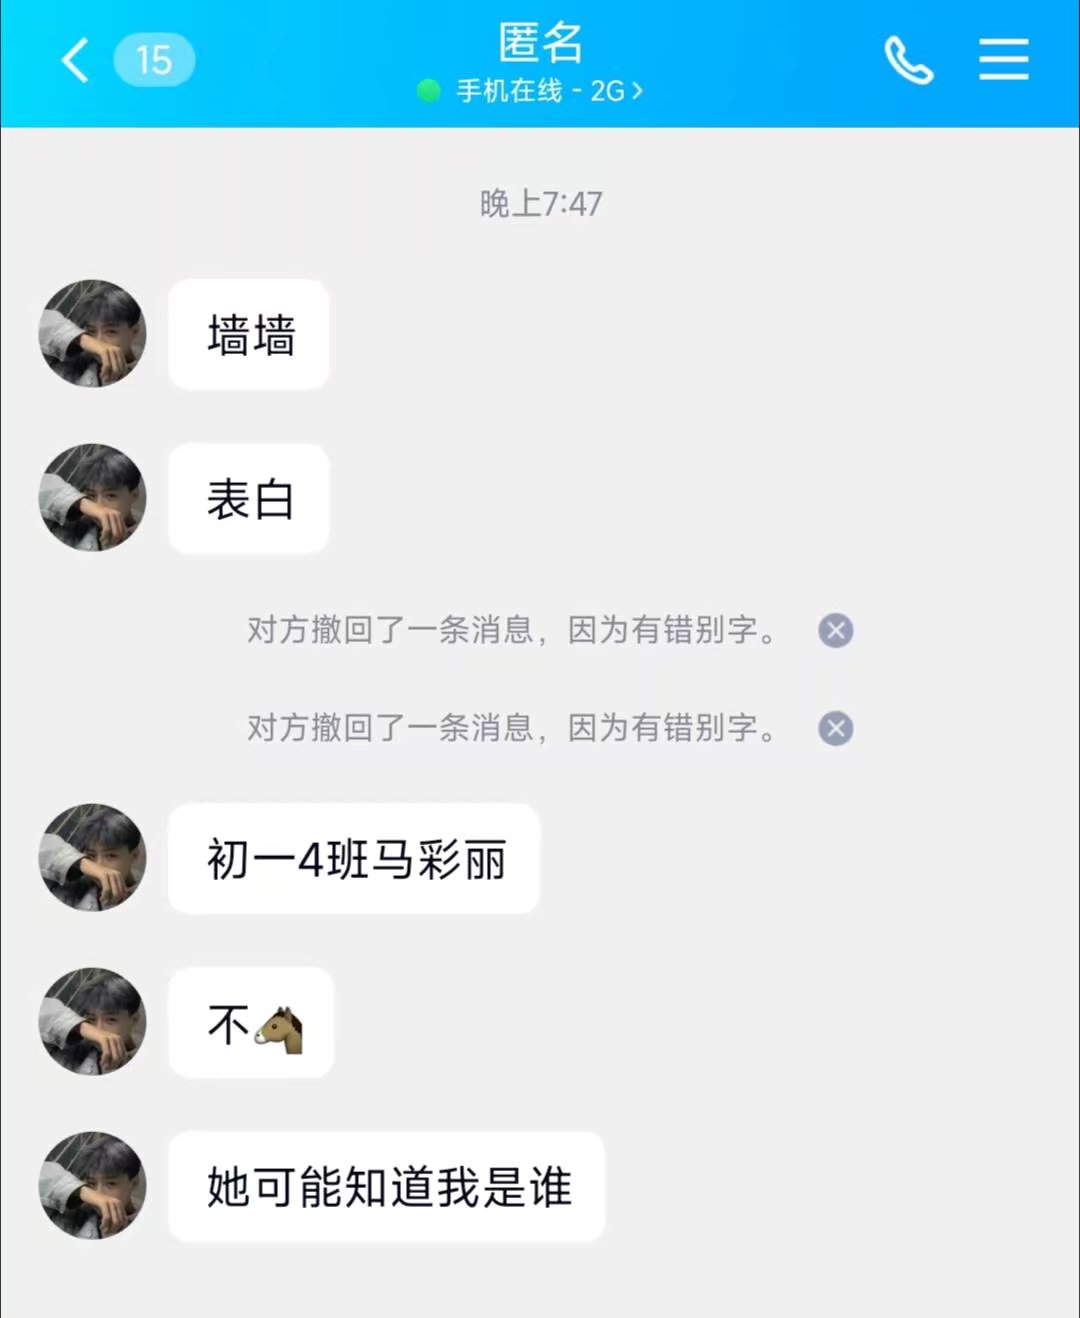 15
匿名
手机在线 - 2G
晚上7:47
墙墙
表白
对方撤回了一条消息，因为有错别字。
对方撤回了一条消息，因为有错别字。
初一4班马彩丽
不🐴
她可能知道我是谁